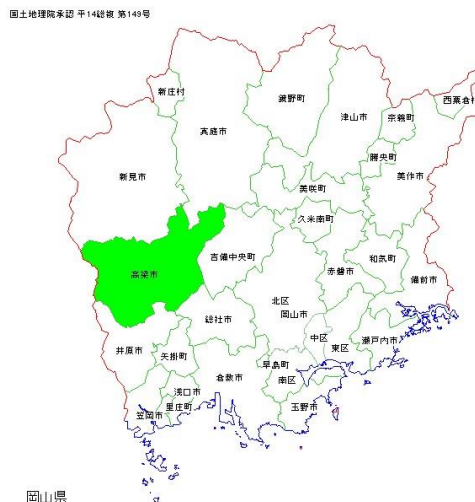 国土地理院承認 平14総複 第149号
新庄村
鏡野町
西粟倉村
真庭市
津山市
奈義町
勝央町
新見市
美咲町
美作市
久米南町
吉備中央町
和気町
高梁市
赤磐市
備前市
北区
岡山市
総社市
中区
瀬戸内市
東区
井原市
矢掛町
早島町
倉敷市
南区
浅口市
里庄町
玉野市
笠岡市
岡山県